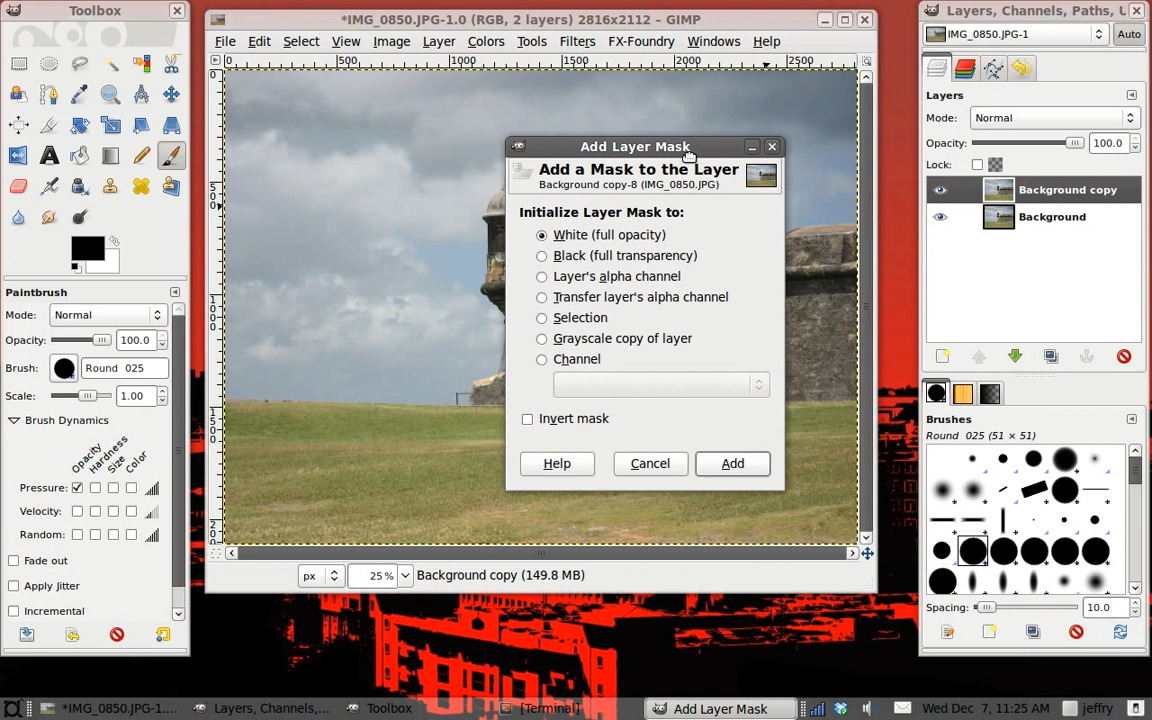 Toolbox
*IMG_0850.JPG-1.0 (RGB, 2 layers) 2816x2112 – GIMP
Layers, Channels, Paths, L
File Edit Select View Image Layer Colors Tools Filters FX-Foundry Windows Help
IMG_0850.JPG-1
Auto
0 500 1000 1500 2000 2500
Layers
Mode: Normal
Opacity: 100.0
Lock:
Background copy
Background
Add Layer Mask
Add a Mask to the Layer
Background copy-8 (IMG_0850.JPG)
Initialize Layer Mask to:
White (full opacity)
Black (full transparency)
Layer's alpha channel
Transfer layer's alpha channel
Selection
Grayscale copy of layer
Channel
Invert mask
Help Cancel Add
Paintbrush
Mode: Normal
Opacity: 100.0
Brush: Round 025
Scale: 1.00
Brush Dynamics
Opacity Hardness Size Color
Pressure:
Velocity:
Random:
Fade out
Apply Jitter
Incremental
Brushes
Round 025 (51 × 51)
Spacing: 10.0
px 25% Background copy (149.8 MB)
*IMG_0850.JPG-1.... Layers, Channels,... Toolbox [Terminal] Add Layer Mask Wed Dec 7, 11:25 AM jeffry